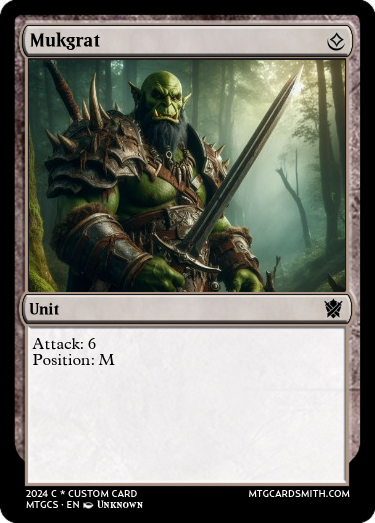 Mukgrat
Unit
Attack: 6
Position: M
2024 C * CUSTOM CARD
MTGCS · EN Unknown
MTGCARDSMITH.COM